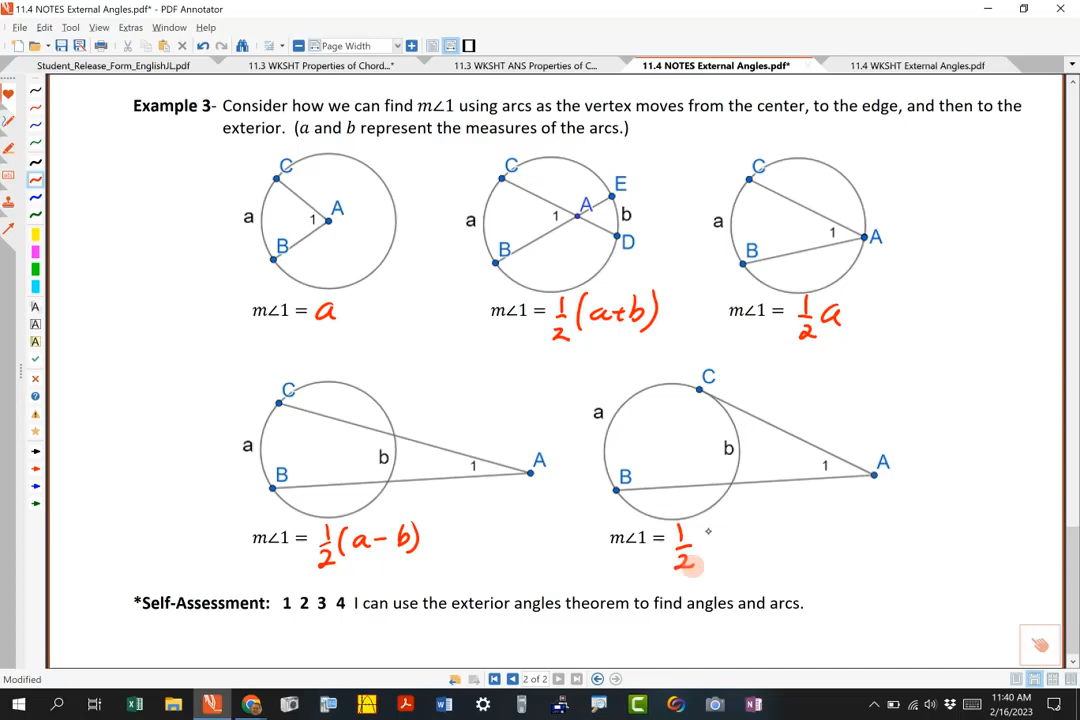 11.4 NOTES External Angles.pdf* - PDF Annotator
File Edit Tool View Extras Window Help
Page Width
Student_Release_Form_EnglishJL.pdf 11.3 WKSHT Properties of Chord...* 11.3 WKSHT ANS Properties of C... 11.4 NOTES External Angles.pdf* 11.4 WKSHT External Angles.pdf
Example 3- Consider how we can find m∠1 using arcs as the vertex moves from the center, to the edge, and then to the
exterior. (a and b represent the measures of the arcs.)
C A 1 a B
C E A 1 a b B D
C a 1 A B
m∠1 = a
m∠1 = 1/2 (a+b)
m∠1 = 1/2 a
C a b 1 A B
C a b 1 A B
m∠1 = 1/2 (a - b)
m∠1 = 1/2
*Self-Assessment: 1 2 3 4 I can use the exterior angles theorem to find angles and arcs.
Modified
2 of 2
11:40 AM
2/16/2023